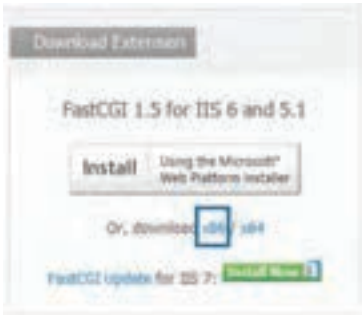 Download Extension
FastCGI 1.5 for IIS 6 and 5.1
Install Using the Microsoft®
Web Platform Installer
Or, download x86 / x64
FastCGI Update for IIS 7: Install Now